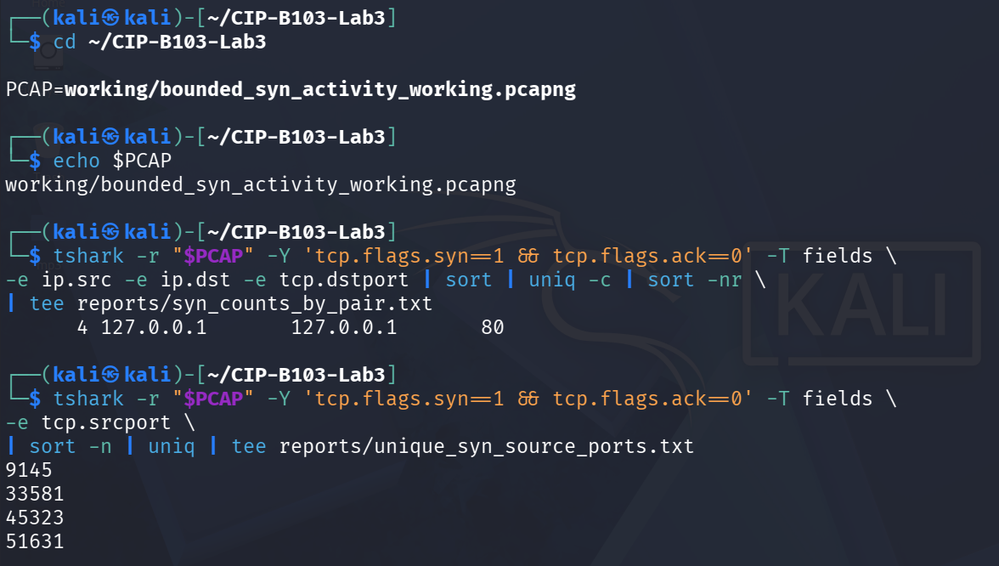 ┌──(kali㉿kali)-[~/CIP-B103-Lab3]
└─$ cd ~/CIP-B103-Lab3
PCAP=working/bounded_syn_activity_working.pcapng
┌──(kali㉿kali)-[~/CIP-B103-Lab3]
└─$ echo $PCAP
working/bounded_syn_activity_working.pcapng
┌──(kali㉿kali)-[~/CIP-B103-Lab3]
└─$ tshark -r "$PCAP" -Y 'tcp.flags.syn==1 && tcp.flags.ack==0' -T fields \
-e ip.src -e ip.dst -e tcp.dstport | sort | uniq -c | sort -nr \
| tee reports/syn_counts_by_pair.txt
      4 127.0.0.1       127.0.0.1       80
KALI
┌──(kali㉿kali)-[~/CIP-B103-Lab3]
└─$ tshark -r "$PCAP" -Y 'tcp.flags.syn==1 && tcp.flags.ack==0' -T fields \
-e tcp.srcport \
| sort -n | uniq | tee reports/unique_syn_source_ports.txt
9145
33581
45323
51631